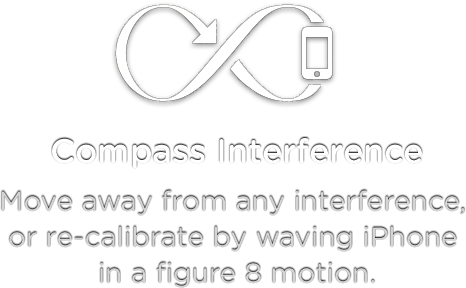 Compass Interference
Move away from any interference,
or re-calibrate by waving iPhone
in a figure 8 motion.